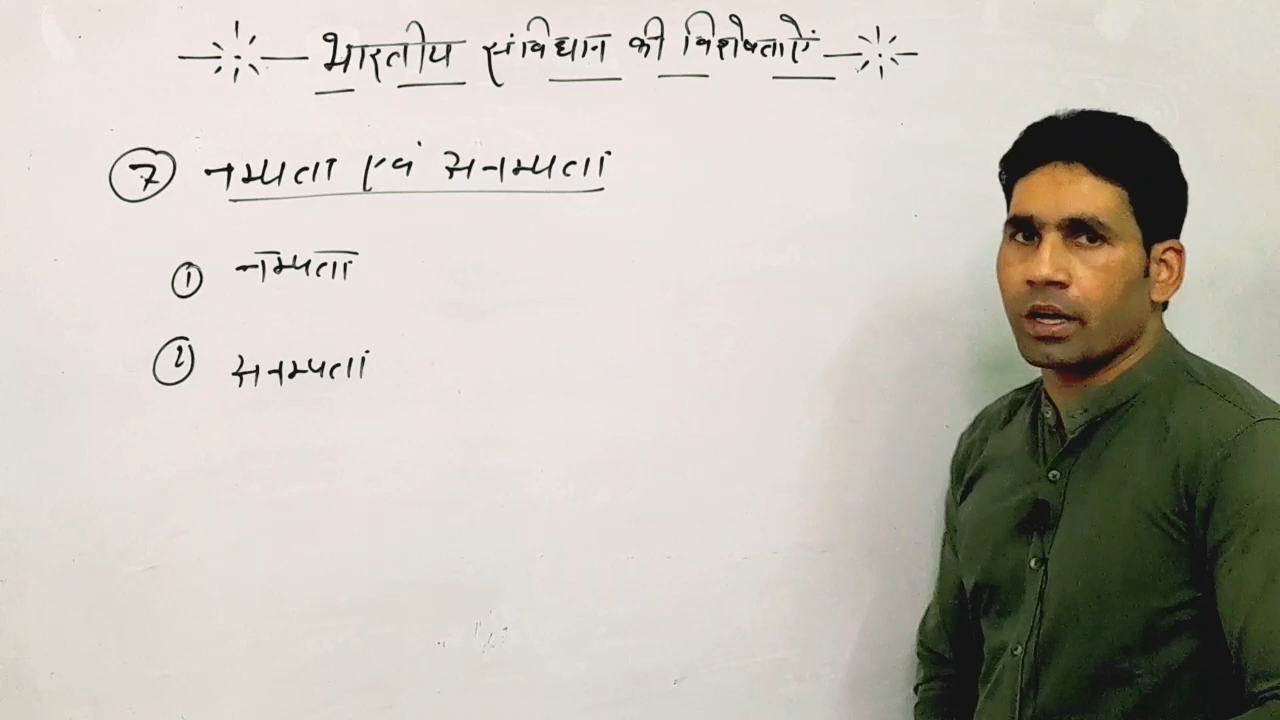 भारतीय संविधान की विशेषताऐं
7 नम्यता एवं अनम्यता
1 नम्यता
2 अनम्यता